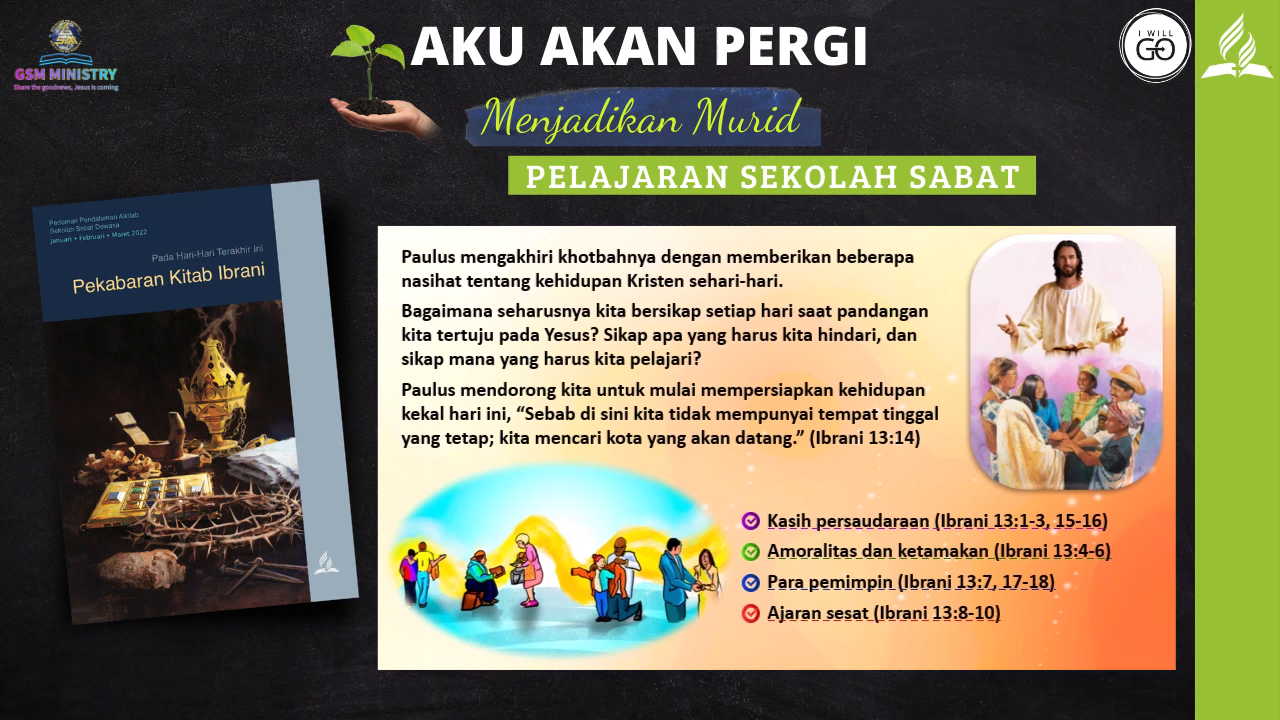 GSM MINISTRY
Share the goodnews, Jesus is coming
AKU AKAN PERGI
I WILL
GO
Menjadikan Murid
PELAJARAN SEKOLAH SABAT
Pedoman Pendalaman Alkitab
Sekolah Sabat Dewasa
Januari • Februari • Maret 2022
Pada Hari-Hari Terakhir Ini
Pekabaran Kitab Ibrani
Paulus mengakhiri khotbahnya dengan memberikan beberapa
nasihat tentang kehidupan Kristen sehari-hari.
Bagaimana seharusnya kita bersikap setiap hari saat pandangan
kita tertuju pada Yesus? Sikap apa yang harus kita hindari, dan
sikap mana yang harus kita pelajari?
Paulus mendorong kita untuk mulai mempersiapkan kehidupan
kekal hari ini, “Sebab di sini kita tidak mempunyai tempat tinggal
yang tetap; kita mencari kota yang akan datang.” (Ibrani 13:14)
Kasih persaudaraan (Ibrani 13:1-3, 15-16)
Amoralitas dan ketamakan (Ibrani 13:4-6)
Para pemimpin (Ibrani 13:7, 17-18)
Ajaran sesat (Ibrani 13:8-10)